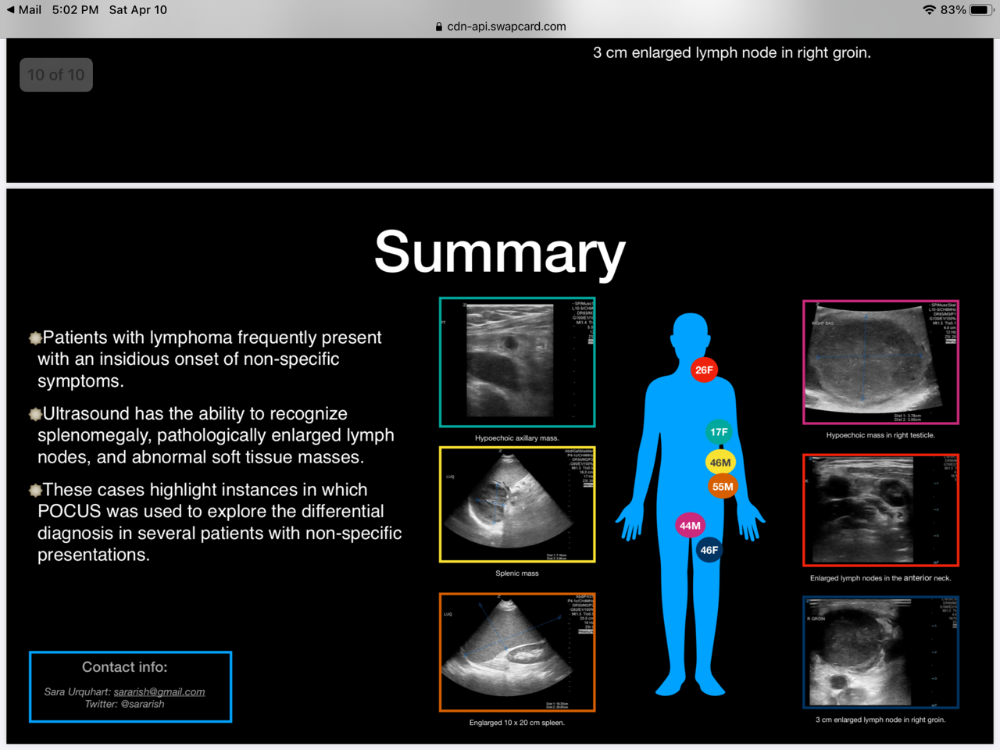 Mail 5:02 PM Sat Apr 10
83%
cdn-api.swapcard.com
3 cm enlarged lymph node in right groin.
10 of 10
Summary
Patients with lymphoma frequently present
with an insidious onset of non-specific
symptoms.
Ultrasound has the ability to recognize
splenomegaly, pathologically enlarged lymph
nodes, and abnormal soft tissue masses.
These cases highlight instances in which
POCUS was used to explore the differential
diagnosis in several patients with non-specific
presentations.
Contact info:
Sara Urquhart: sararish@gmail.com
Twitter: @sararish
Hypoechoic axillary mass.
LUQ
Splenic mass
LUQ
Englarged 10 x 20 cm spleen.
26F
17F
46M
55M
44M
46F
RIGHT SAG
Hypoechoic mass in right testicle.
Enlarged lymph nodes in the anterior neck.
R GROIN
3 cm enlarged lymph node in right groin.